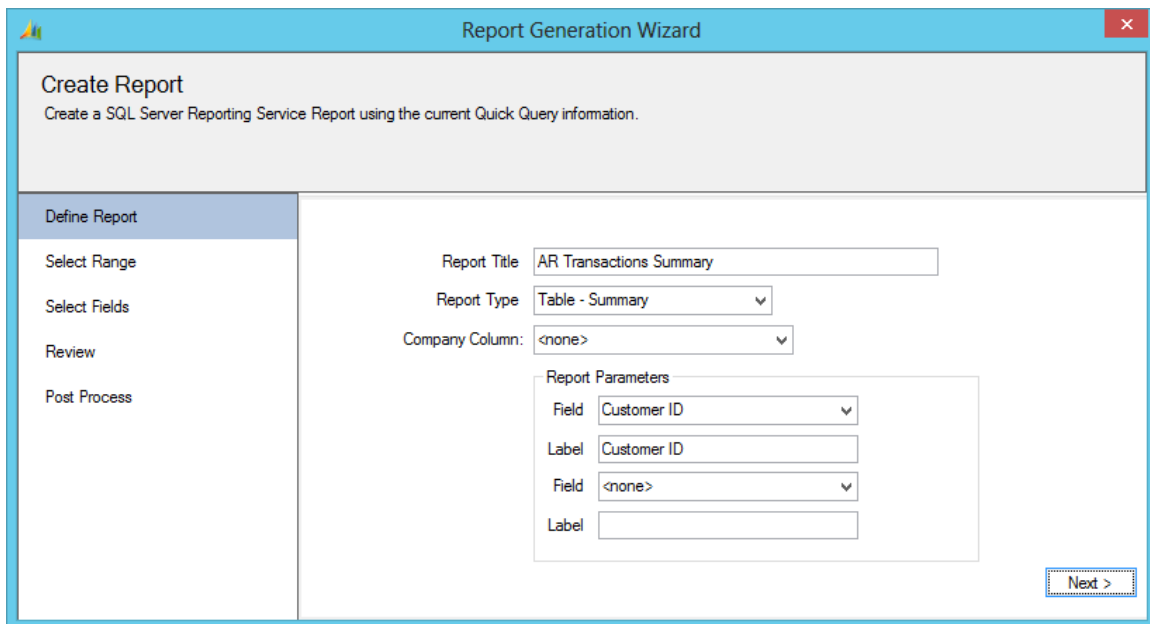 Report Generation Wizard
Create Report
Create a SQL Server Reporting Service Report using the current Quick Query information.
Define Report
Select Range
Select Fields
Review
Post Process
Report Title AR Transactions Summary
Report Type Table - Summary
Company Column: <none>
Report Parameters
Field Customer ID
Label Customer ID
Field <none>
Label
Next >